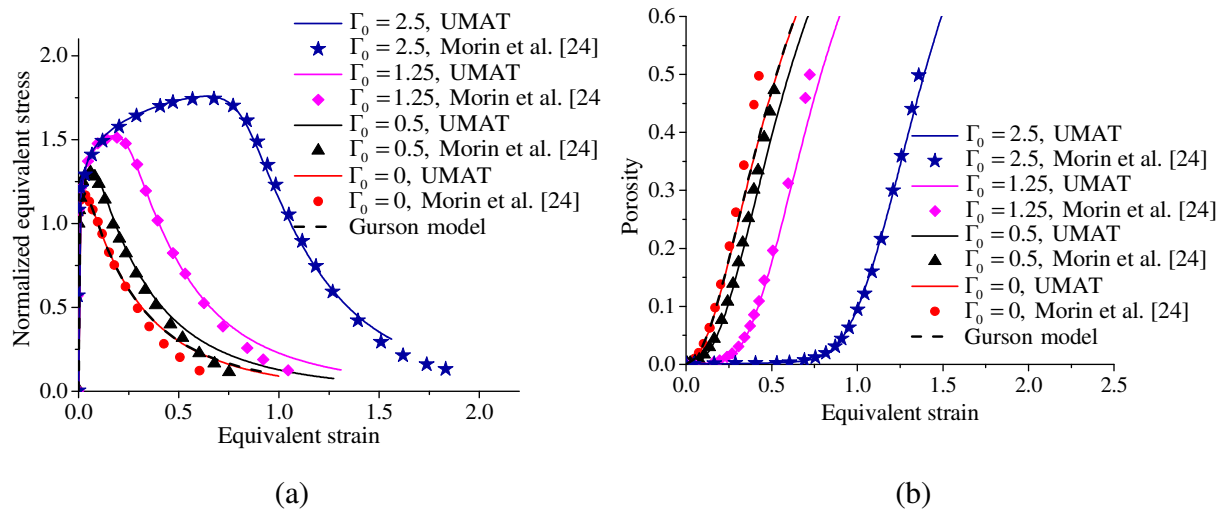 Γ₀ = 2.5, UMAT
Γ₀ = 2.5, Morin et al. [24]
Γ₀ = 1.25, UMAT
Γ₀ = 1.25, Morin et al. [24
Γ₀ = 0.5, UMAT
Γ₀ = 0.5, Morin et al. [24]
Γ₀ = 0, UMAT
Γ₀ = 0, Morin et al. [24]
Gurson model
Normalized equivalent stress
2.0
1.5
1.0
0.5
0.0
0.0 0.5 1.0 1.5 2.0
Equivalent strain
(a)
Porosity
0.6
0.5
0.4
0.3
0.2
0.1
0.0
Γ₀ = 2.5, UMAT
Γ₀ = 2.5, Morin et al. [24]
Γ₀ = 1.25, UMAT
Γ₀ = 1.25, Morin et al. [24]
Γ₀ = 0.5, UMAT
Γ₀ = 0.5, Morin et al. [24]
Γ₀ = 0, UMAT
Γ₀ = 0, Morin et al. [24]
Gurson model
0.0 0.5 1.0 1.5 2.0 2.5
Equivalent strain
(b)